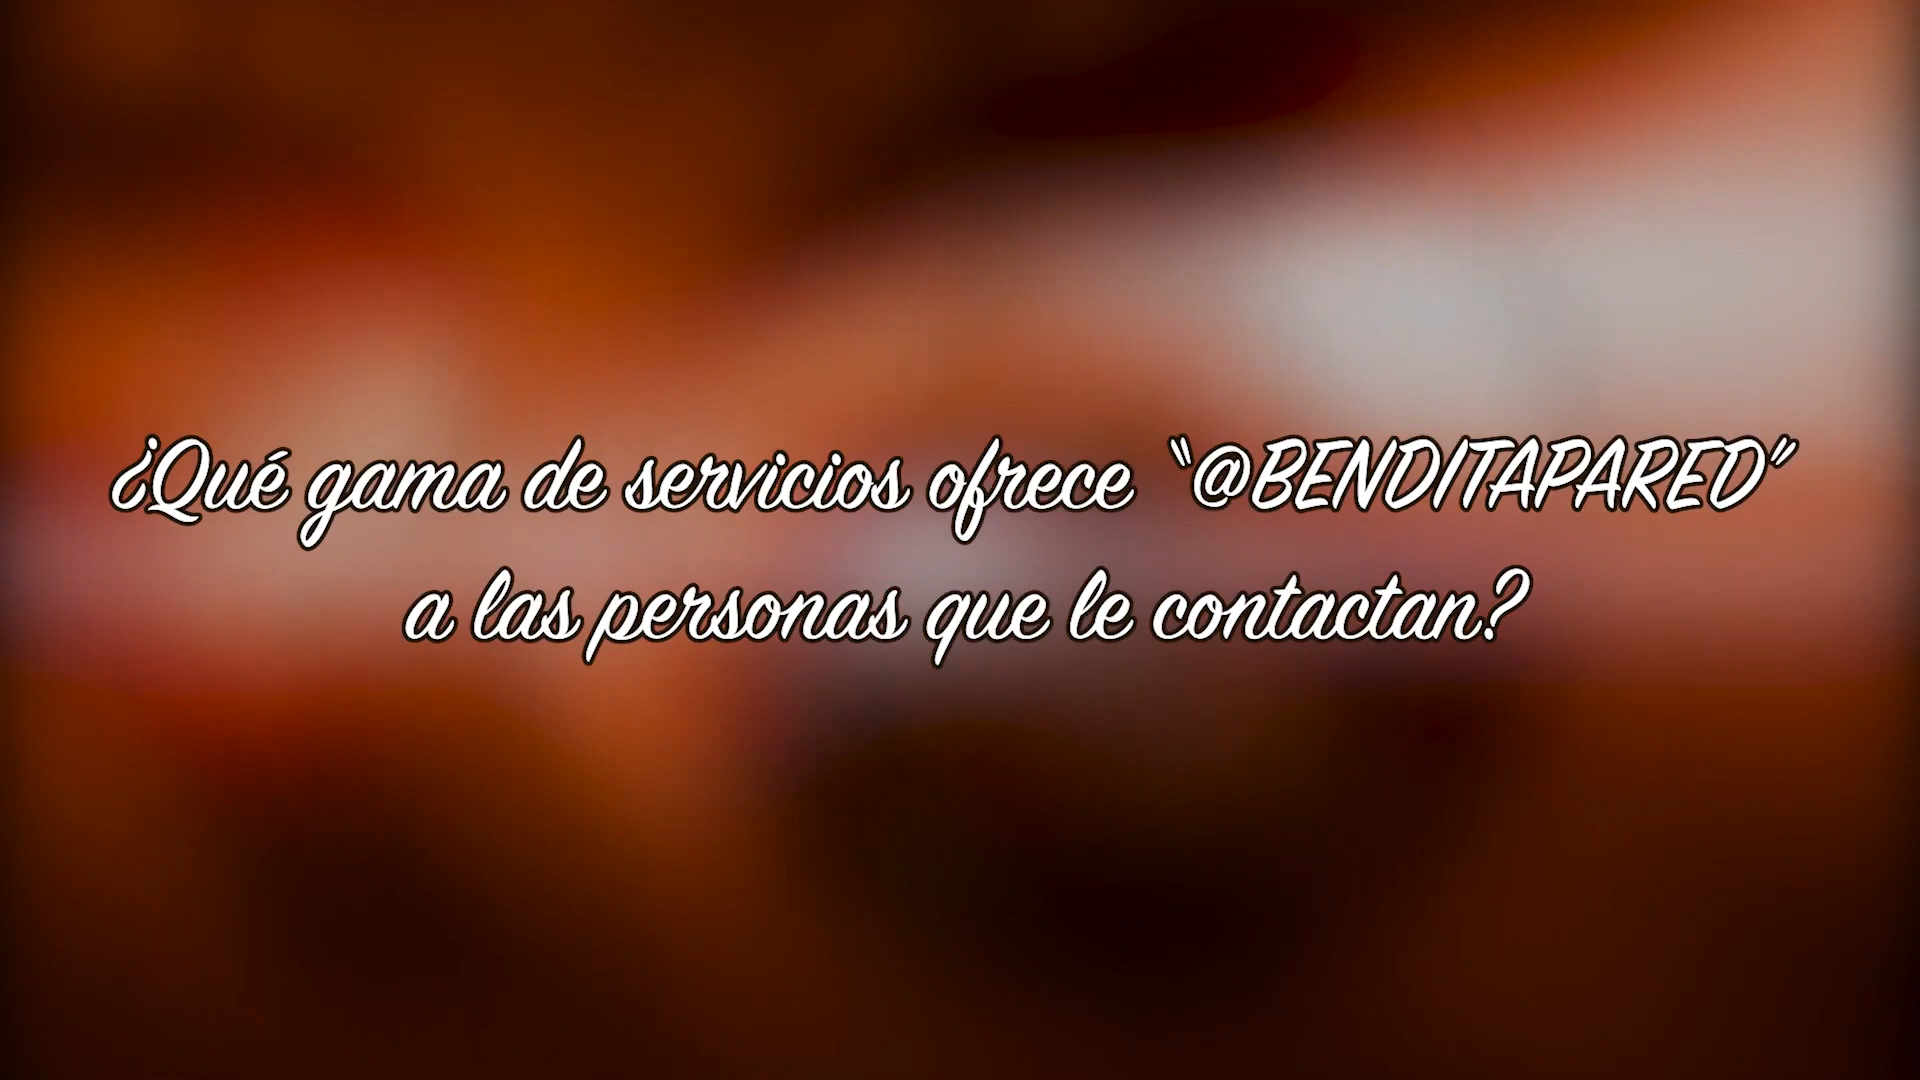 ¿Qué gama de servicios ofrece “@BENDITAPARED”
a las personas que le contactan?